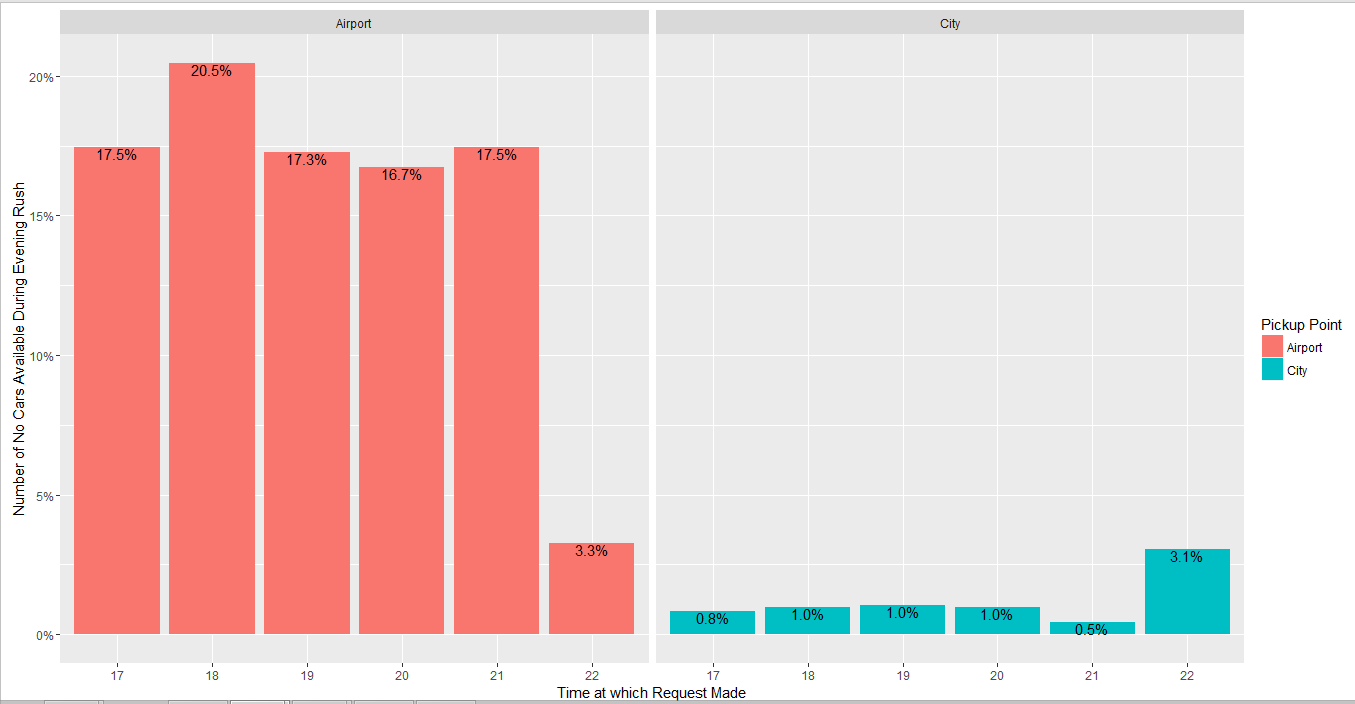 Airport
City
Number of No Cars Available During Evening Rush
20%
15%
10%
5%
0%
17.5%
20.5%
17.3%
16.7%
17.5%
3.3%
0.8%
1.0%
1.0%
1.0%
0.5%
3.1%
17 18 19 20 21 22
17 18 19 20 21 22
Time at which Request Made
Pickup Point
Airport
City